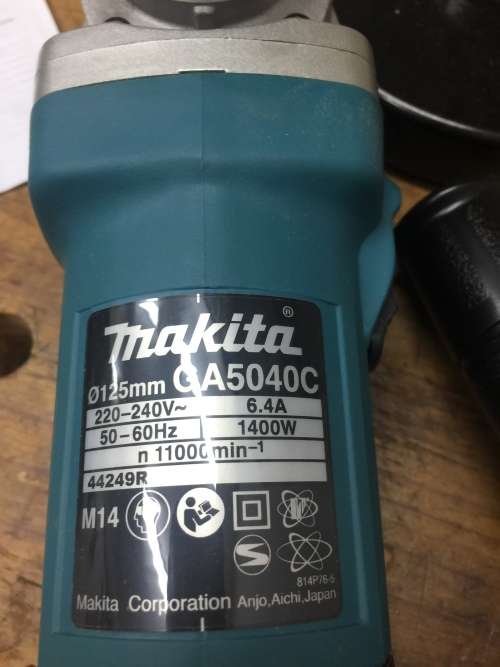 makita®
Ø125mm GA5040C
220-240V~ 6.4A
50-60Hz 1400W
n 11000min⁻¹
44249R
M14
814P76-5
Makita Corporation Anjo,Aichi,Japan